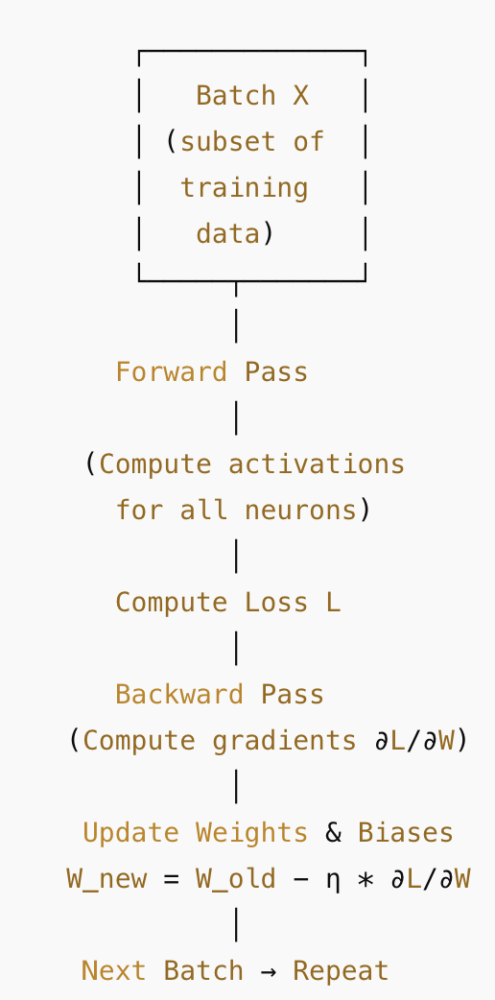 Batch X
(subset of
training
data)
Forward Pass
(Compute activations
for all neurons)
Compute Loss L
Backward Pass
(Compute gradients ∂L/∂W)
Update Weights & Biases
W_new = W_old − η * ∂L/∂W
Next Batch → Repeat